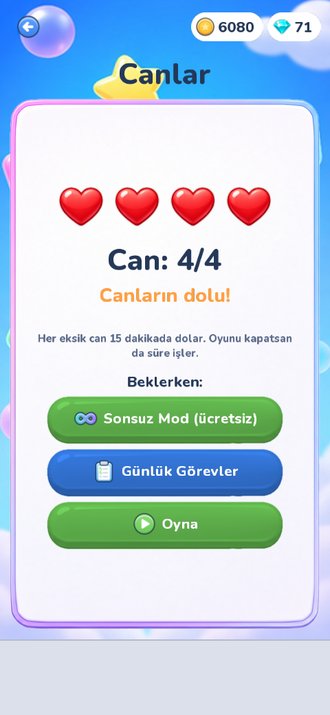 6080
71
Canlar
Can: 4/4
Canların dolu!
Her eksik can 15 dakikada dolar. Oyunu kapatsan
da süre işler.
Beklerken:
Sonsuz Mod (ücretsiz)
Günlük Görevler
Oyna